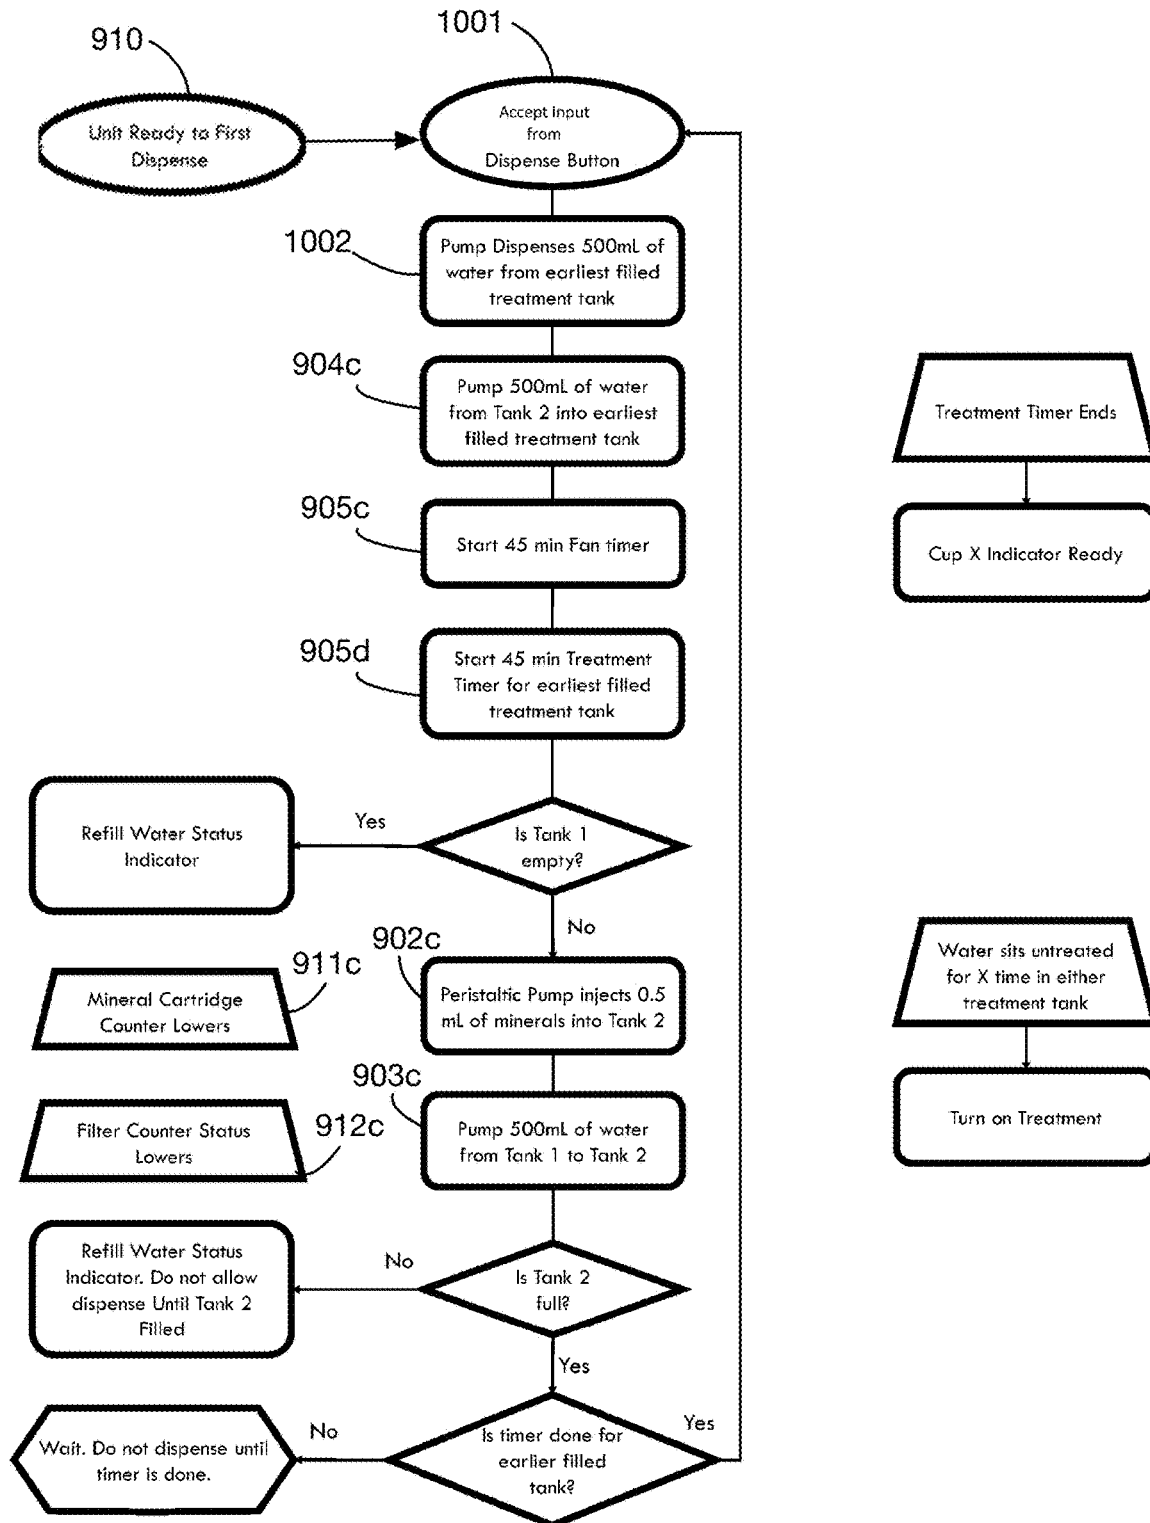 910
1001
Unit Ready to First
Dispense
Accept input
from
Dispense Button
1002
Pump Dispenses 500mL of
water from earliest filled
treatment tank
904c
Pump 500mL of water
from Tank 2 into earliest
filled treatment tank
Treatment Timer Ends
905c
Start 45 min Fan timer
Cup X Indicator Ready
905d
Start 45 min Treatment
Timer for earliest filled
treatment tank
Refill Water Status
Indicator
Yes
Is Tank 1
empty?
No
902c
911c
Mineral Cartridge
Counter Lowers
Peristaltic Pump injects 0.5
mL of minerals into Tank 2
Water sits untreated
for X time in either
treatment tank
903c
Filter Counter Status
Lowers
912c
Pump 500mL of water
from Tank 1 to Tank 2
Turn on Treatment
Refill Water Status
Indicator. Do not allow
dispense Until Tank 2
Filled
No
Is Tank 2
full?
Yes
Wait. Do not dispense until
timer is done.
No
Is timer done for
earlier filled
tank?
Yes